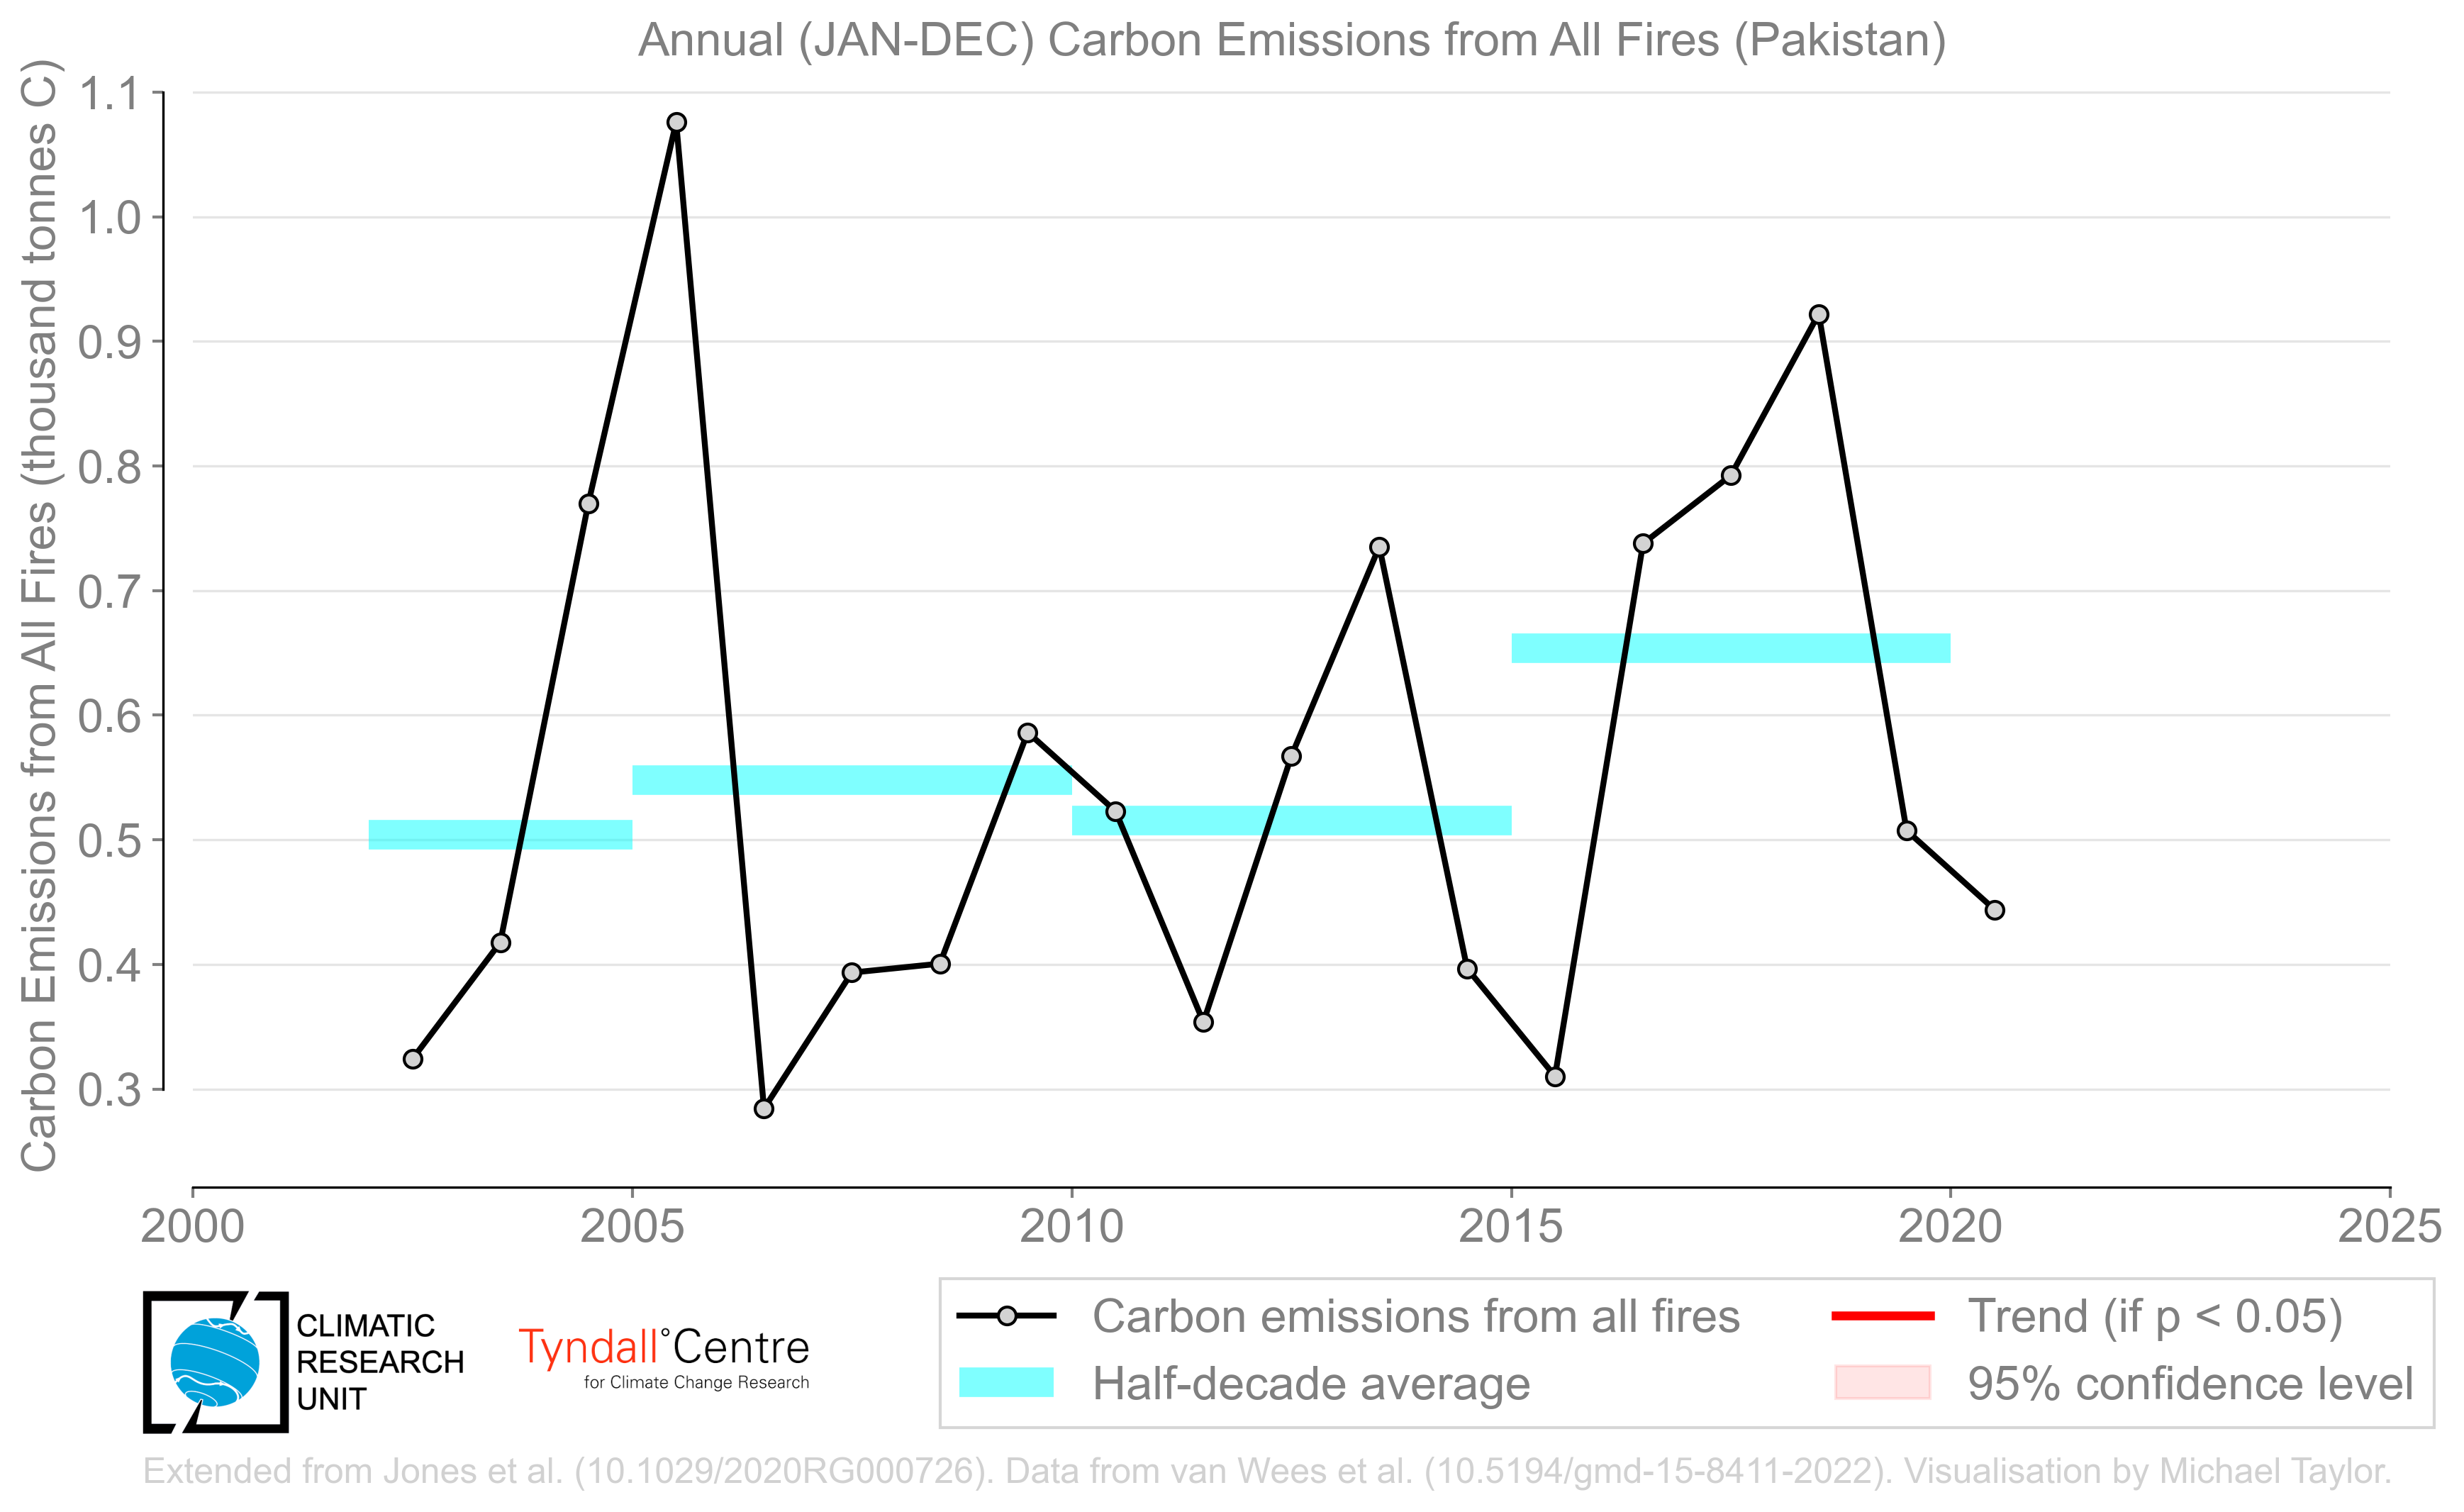 Annual (JAN-DEC) Carbon Emissions from All Fires (Pakistan)
Carbon Emissions from All Fires (thousand tonnes C)
1.1
1.0
0.9
0.8
0.7
0.6
0.5
0.4
0.3
2000 2005 2010 2015 2020 2025
CLIMATIC
RESEARCH
UNIT
Tyndall°Centre
for Climate Change Research
Carbon emissions from all fires
Half-decade average
Trend (if p < 0.05)
95% confidence level
Extended from Jones et al. (10.1029/2020RG000726). Data from van Wees et al. (10.5194/gmd-15-8411-2022). Visualisation by Michael Taylor.